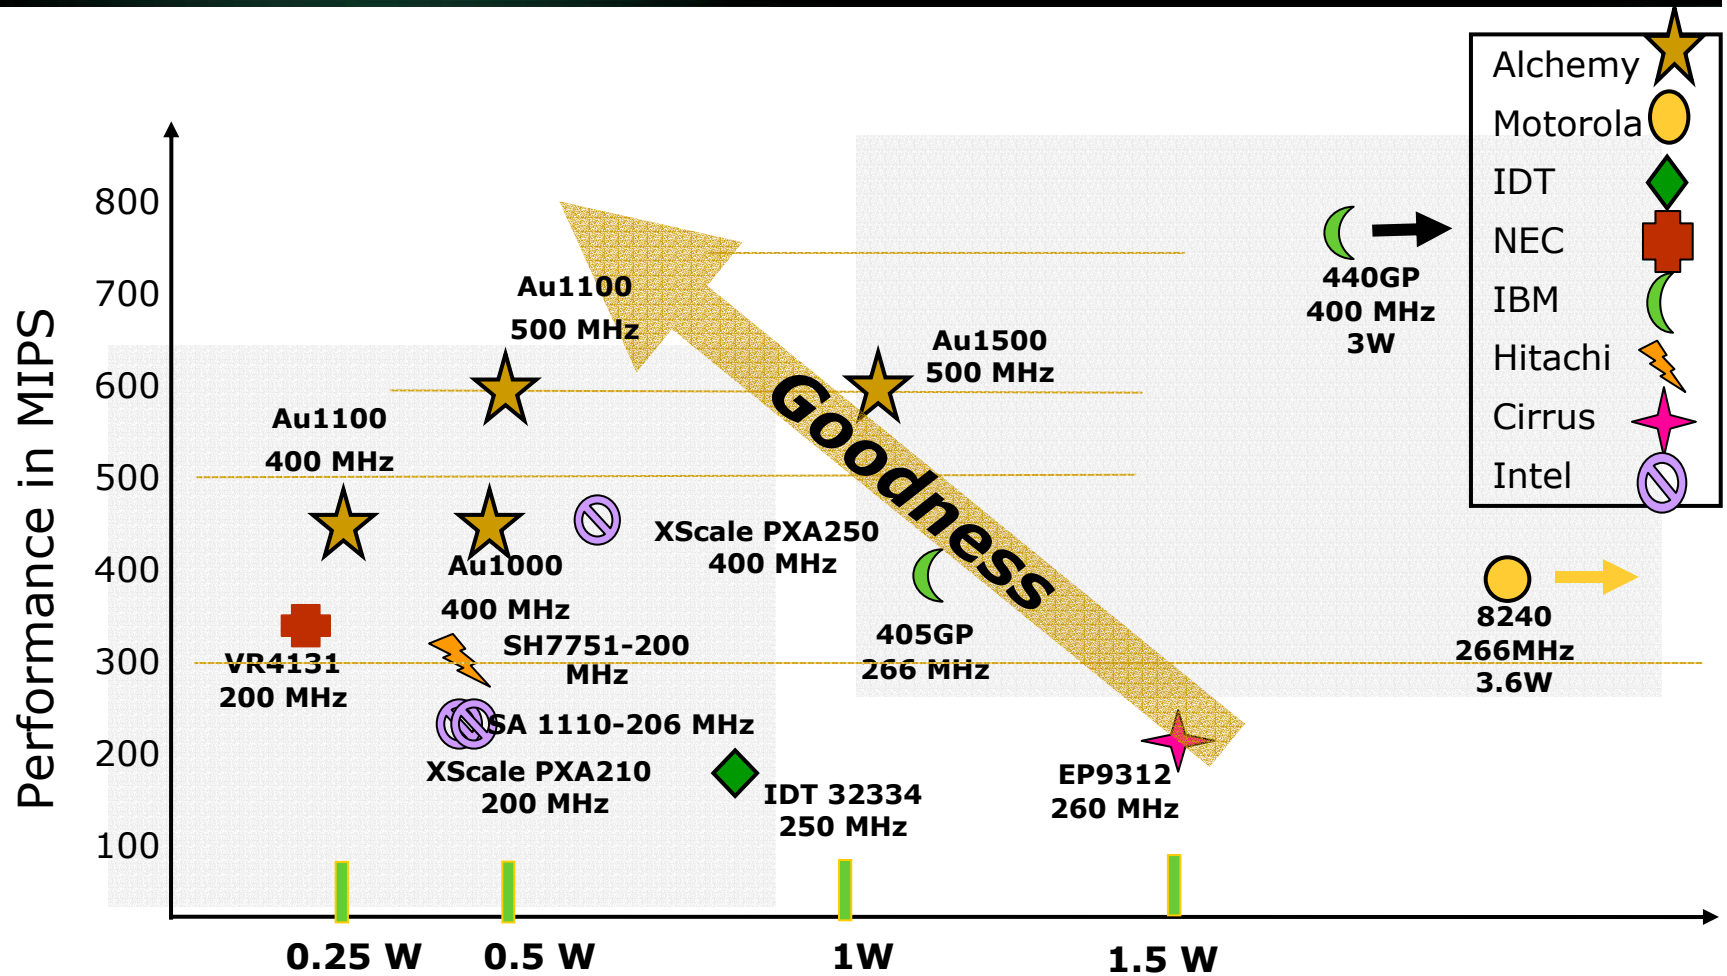 Alchemy
Motorola
IDT
NEC
IBM
Hitachi
Cirrus
Intel
Performance in MIPS
800
700
600
500
400
300
200
100
Au1100
500 MHz
Au1500
500 MHz
440GP
400 MHz
3W
Au1100
400 MHz
Goodness
XScale PXA250
400 MHz
Au1000
400 MHz
405GP
266 MHz
8240
266MHz
3.6W
VR4131
200 MHz
SH7751-200
MHz
SA 1110-206 MHz
XScale PXA210
200 MHz
IDT 32334
250 MHz
EP9312
260 MHz
0.25 W
0.5 W
1W
1.5 W